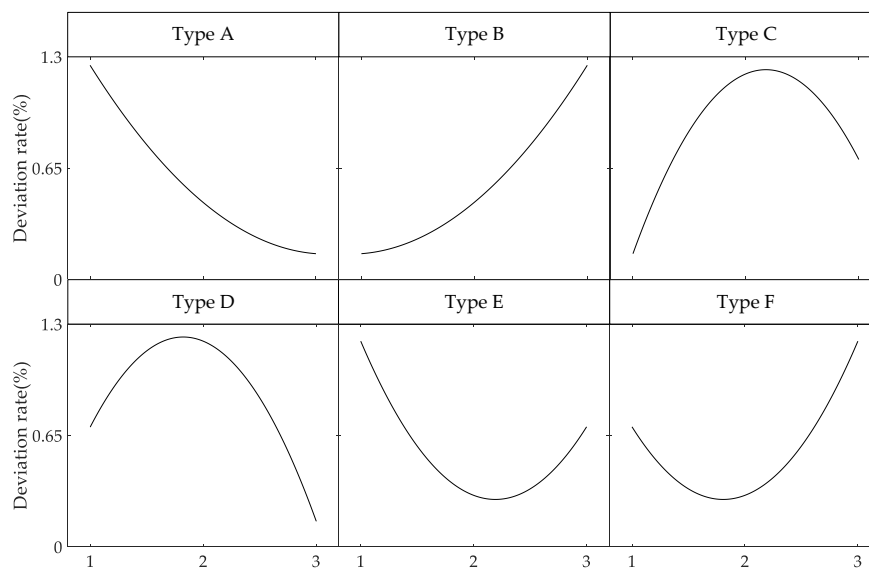 Type A Type B Type C
1.3
0.65
0
Deviation rate(%)
Type D Type E Type F
1.3
0.65
0
Deviation rate(%)
1 2 3 1 2 3 1 2 3